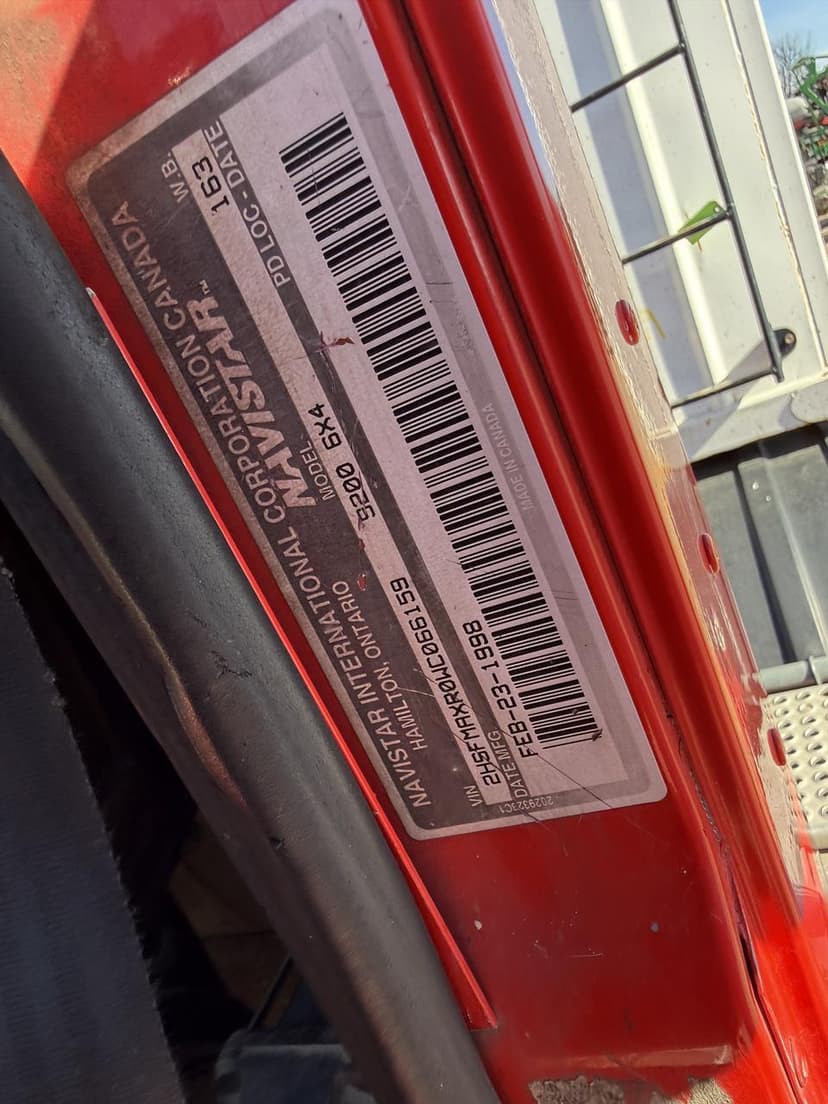 NAVISTAR INTERNATIONAL CORPORATION CANADA
HAMILTON, ONTARIO NAVISTAR™
VIN MODEL W.B.
2HSFMAXR0WC066159 9200 6X4 163
DATE MFG. PD LOC - DATE
FEB-23-1998
MADE IN CANADA
2029323C1